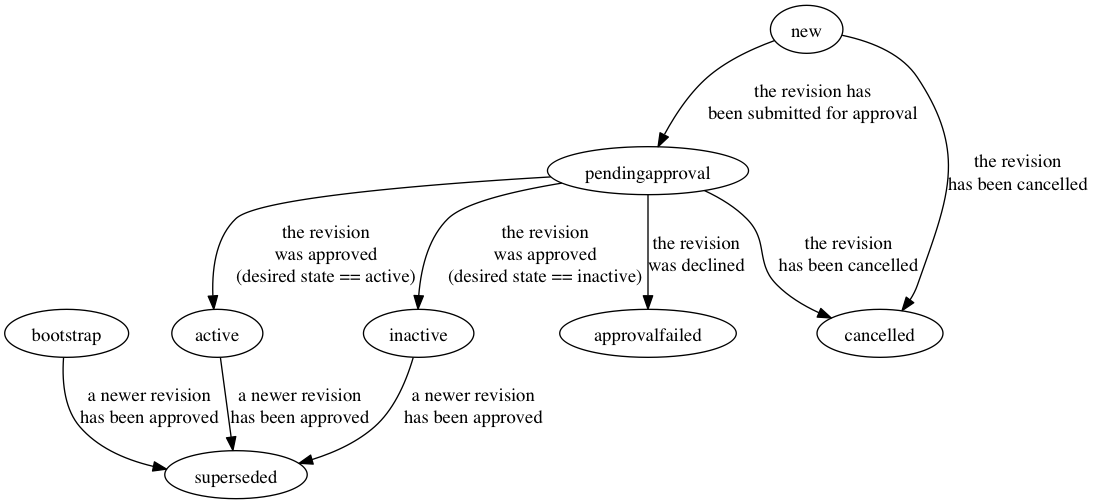 new
the revision has
been submitted for approval
the revision
has been cancelled
pendingapproval
the revision
was approved
(desired state == active)
the revision
was approved
(desired state == inactive)
the revision
was declined
the revision
has been cancelled
bootstrap
active
inactive
approvalfailed
cancelled
a newer revision
has been approved
a newer revision
has been approved
a newer revision
has been approved
superseded